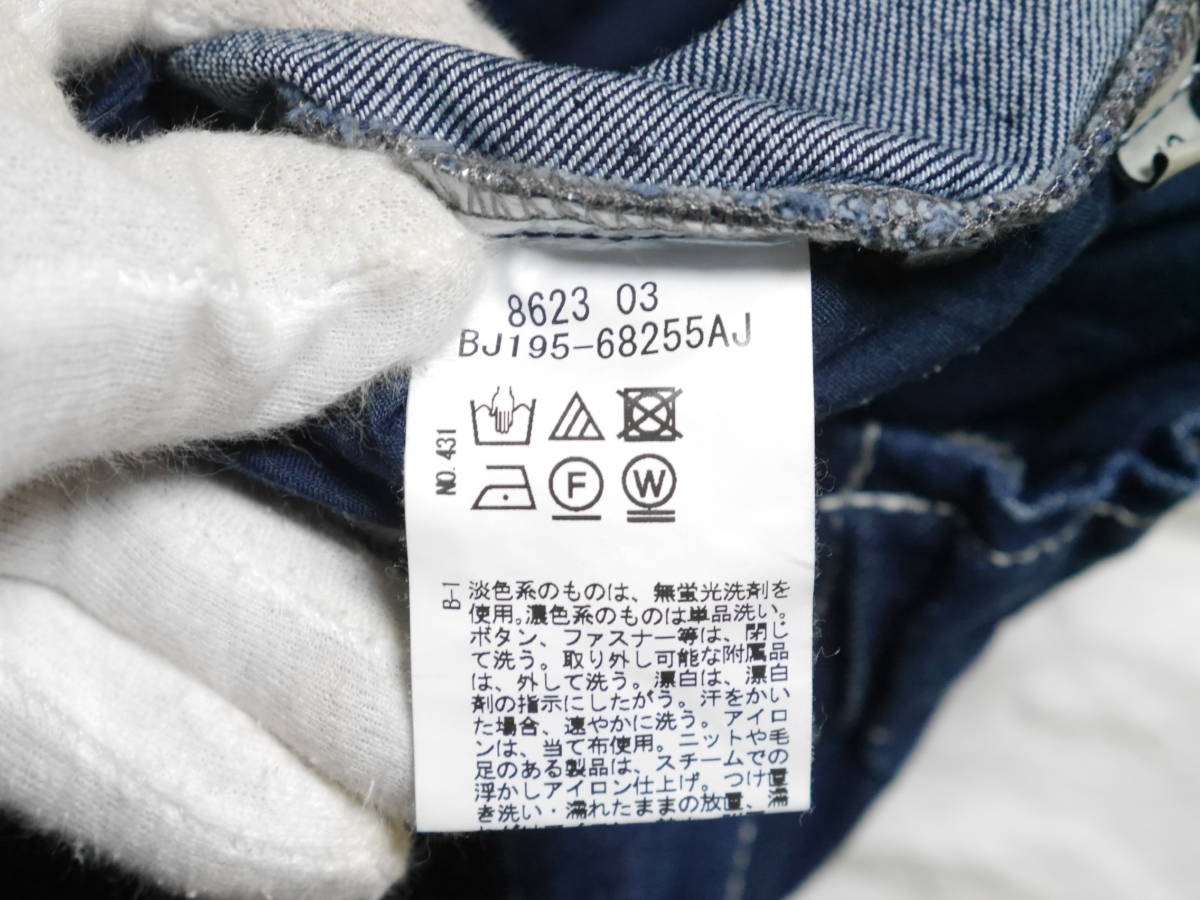 8623 03
BJ195-68255AJ
NO.431
F W
B-1
淡色系のものは、無蛍光洗剤を
使用。濃色系のものは単品洗い。
ボタン、ファスナー等は、閉じ
て洗う。取り外し可能な附属品
は、外して洗う。漂白は、漂白
剤の指示にしたがう。汗をかい
た場合、速やかに洗う。アイロ
ンは、当て布使用。ニットや毛
足のある製品は、スチームでの
浮かしアイロン仕上げ。つけ置
き洗い・濡れたままの放置、湯